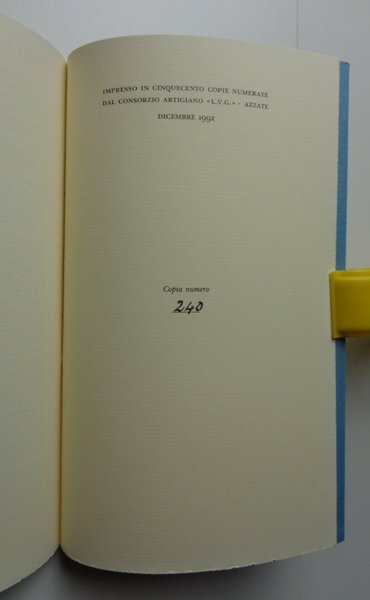 IMPRESSO IN CINQUECENTO COPIE NUMERATE
DAL CONSORZIO ARTIGIANO «L.V.G.» - AZZATE
DICEMBRE 1992
Copia numero
240